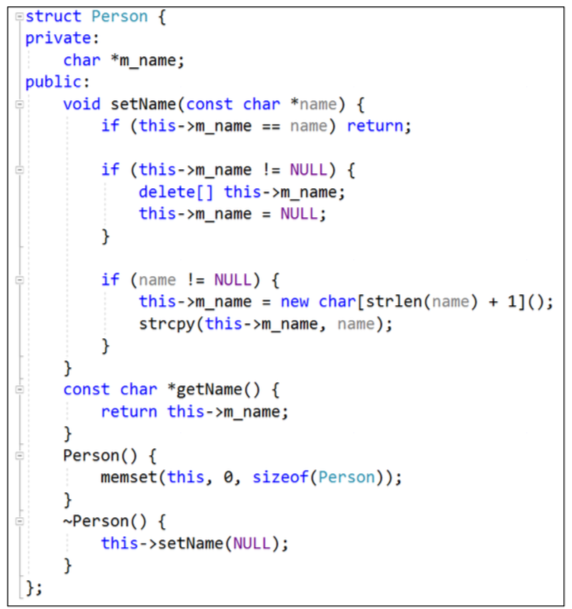 struct Person {
private:
    char *m_name;
public:
    void setName(const char *name) {
        if (this->m_name == name) return;

        if (this->m_name != NULL) {
            delete[] this->m_name;
            this->m_name = NULL;
        }

        if (name != NULL) {
            this->m_name = new char[strlen(name) + 1]();
            strcpy(this->m_name, name);
        }
    }
    const char *getName() {
        return this->m_name;
    }
    Person() {
        memset(this, 0, sizeof(Person));
    }
    ~Person() {
        this->setName(NULL);
    }
};